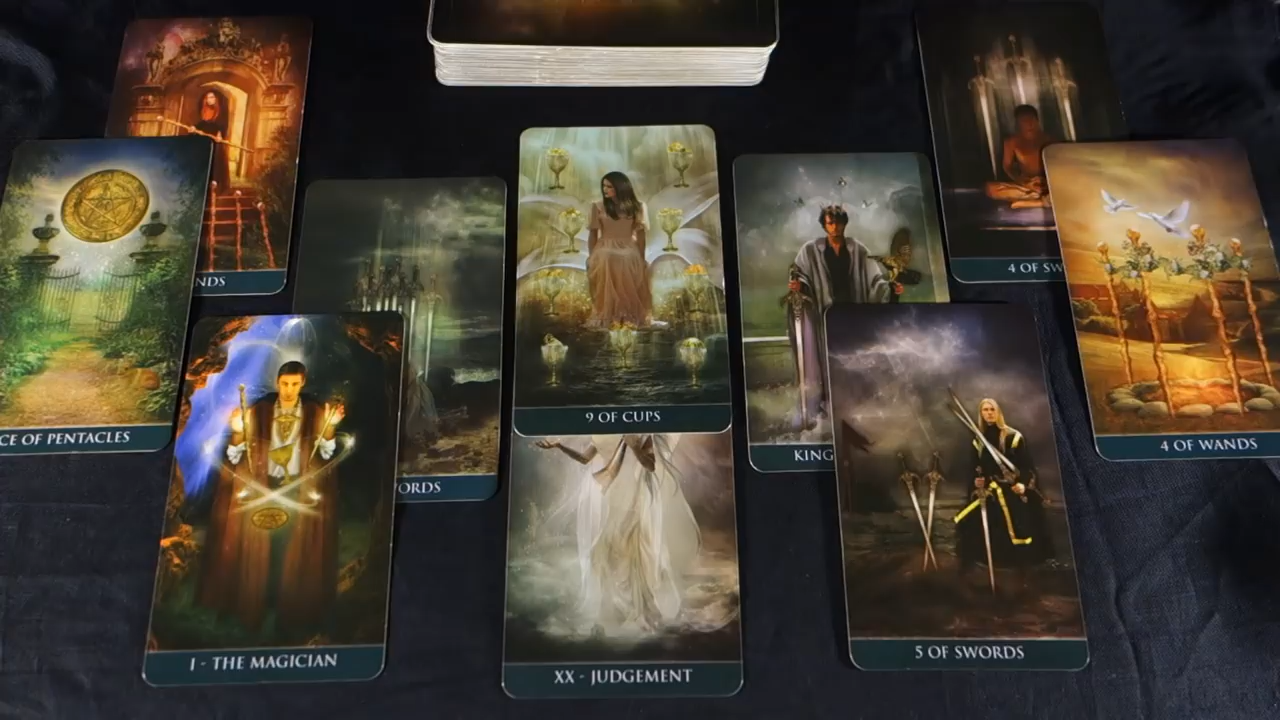 NDS
4 OF SW
CE OF PENTACLES
9 OF CUPS
KING
4 OF WANDS
ORDS
I - THE MAGICIAN
XX - JUDGEMENT
5 OF SWORDS